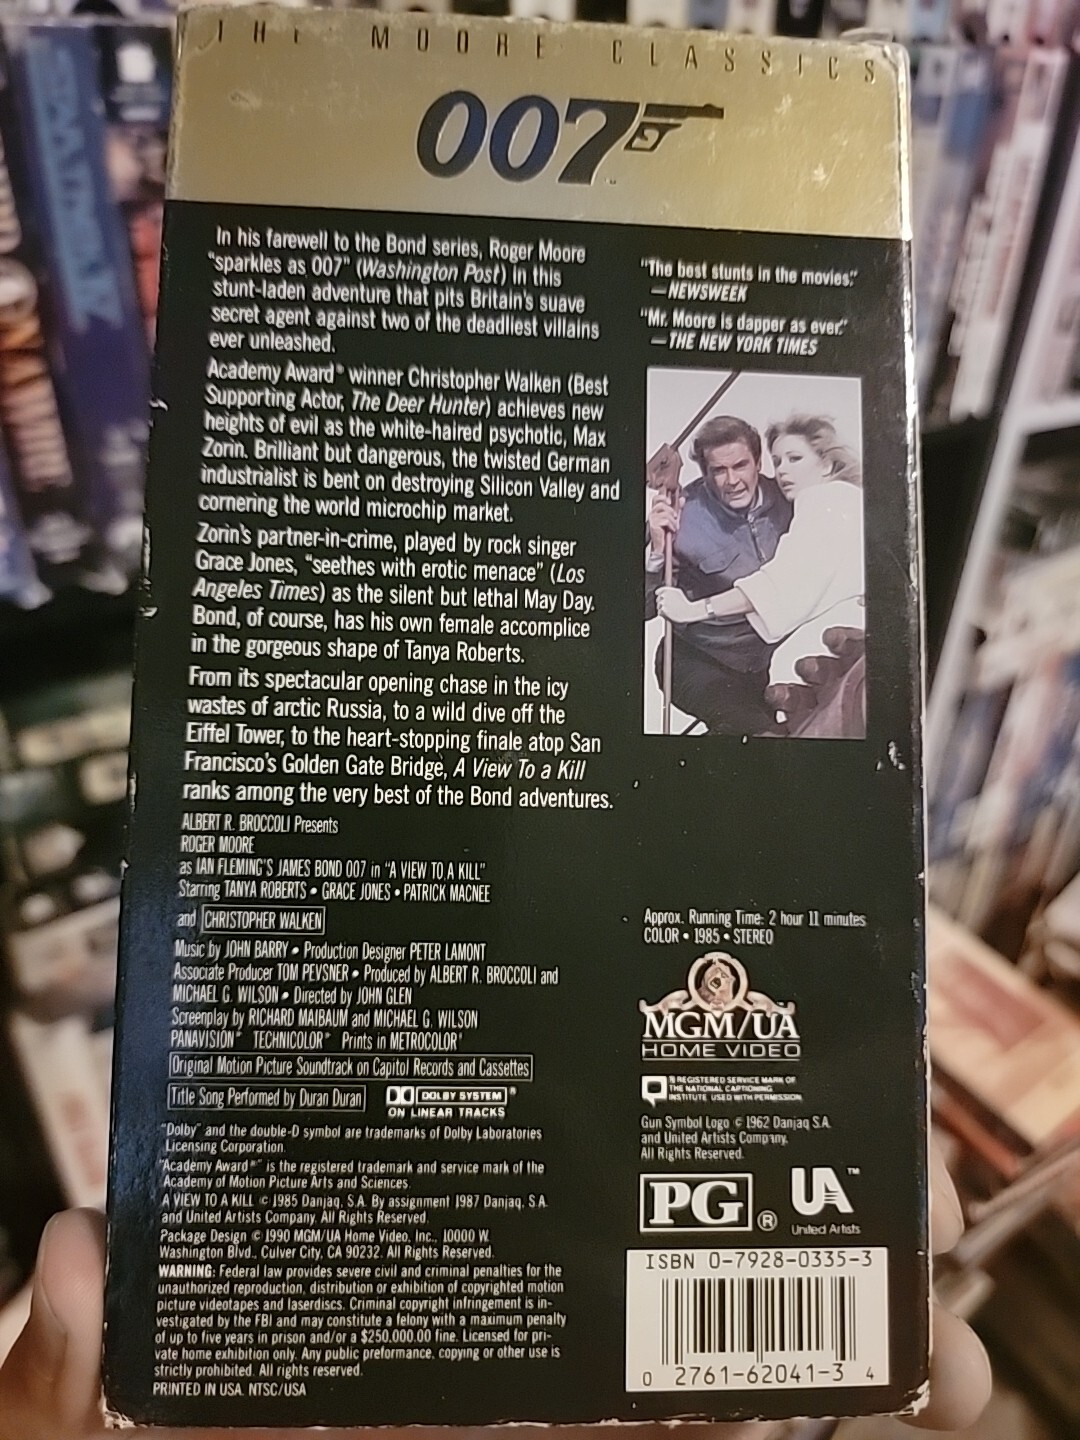 THE MOORE CLASSICS
007
In his farewell to the Bond series, Roger Moore
"sparkles as 007" (Washington Post) in this
stunt-laden adventure that pits Britain's suave
secret agent against two of the deadliest villains
ever unleashed.
Academy Award® winner Christopher Walken (Best
Supporting Actor, The Deer Hunter) achieves new
heights of evil as the white-haired psychotic, Max
Zorin. Brilliant but dangerous, the twisted German
industrialist is bent on destroying Silicon Valley and
cornering the world microchip market.
Zorin's partner-in-crime, played by rock singer
Grace Jones, "seethes with erotic menace" (Los
Angeles Times) as the silent but lethal May Day.
Bond, of course, has his own female accomplice
in the gorgeous shape of Tanya Roberts.
From its spectacular opening chase in the icy
wastes of arctic Russia, to a wild dive off the
Eiffel Tower, to the heart-stopping finale atop San
Francisco's Golden Gate Bridge, A View To a Kill
ranks among the very best of the Bond adventures.
ALBERT R. BROCCOLI Presents
ROGER MOORE
as IAN FLEMING'S JAMES BOND 007 in "A VIEW TO A KILL"
Starring TANYA ROBERTS • GRACE JONES • PATRICK MACNEE
and CHRISTOPHER WALKEN
Music by JOHN BARRY • Production Designer PETER LAMONT
Associate Producer TOM PEVSNER • Produced by ALBERT R. BROCCOLI and
MICHAEL G. WILSON • Directed by JOHN GLEN
Screenplay by RICHARD MAIBAUM and MICHAEL G. WILSON
PANAVISION® TECHNICOLOR® Prints in METROCOLOR®
Original Motion Picture Soundtrack on Capitol Records and Cassettes
Title Song Performed by Duran Duran
DOLBY SYSTEM®
ON LINEAR TRACKS
"Dolby" and the double-D symbol are trademarks of Dolby Laboratories
Licensing Corporation.
"Academy Award®" is the registered trademark and service mark of the
Academy of Motion Picture Arts and Sciences.
A VIEW TO A KILL © 1985 Danjaq, S.A. By assignment 1987 Danjaq, S.A.
and United Artists Company. All Rights Reserved.
Package Design © 1990 MGM/UA Home Video, Inc., 10000 W.
Washington Blvd., Culver City, CA 90232. All Rights Reserved.
WARNING: Federal law provides severe civil and criminal penalties for the
unauthorized reproduction, distribution or exhibition of copyrighted motion
picture videotapes and laserdiscs. Criminal copyright infringement is in-
vestigated by the FBI and may constitute a felony with a maximum penalty
of up to five years in prison and/or a $250,000.00 fine. Licensed for pri-
vate home exhibition only. Any public preformance, copying or other use is
strictly prohibited. All rights reserved.
PRINTED IN USA. NTSC/USA
"The best stunts in the movies."
—NEWSWEEK
"Mr. Moore is dapper as ever."
—THE NEW YORK TIMES
Approx. Running Time: 2 hour 11 minutes
COLOR • 1985 • STEREO
MGM/UA
HOME VIDEO
® REGISTERED SERVICE MARK OF
THE NATIONAL CAPTIONING
INSTITUTE USED WITH PERMISSION
Gun Symbol Logo © 1962 Danjaq S.A.
and United Artists Company.
All Rights Reserved.
PG ®
UA™
United Artists
ISBN 0-7928-0335-3
0 2761-62041-3 4